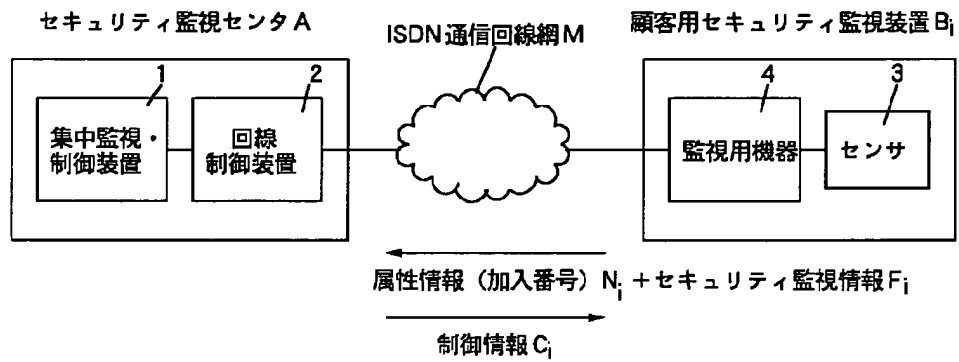 セキュリティ監視センタA
ISDN通信回線網M
顧客用セキュリティ監視装置Bi
1
2
4
3
集中監視・
制御装置
回線
制御装置
監視用機器
センサ
属性情報（加入番号）Ni＋セキュリティ監視情報Fi
制御情報Ci